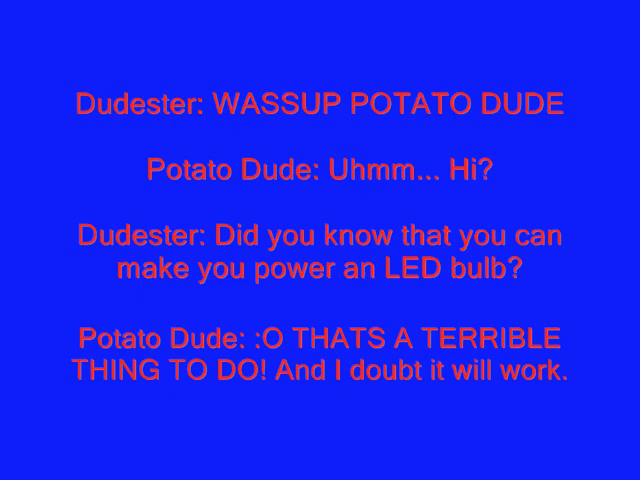 Dudester: WASSUP POTATO DUDE
Potato Dude: Uhmm... Hi?
Dudester: Did you know that you can
make you power an LED bulb?
Potato Dude: :O THATS A TERRIBLE
THING TO DO! And I doubt it will work.